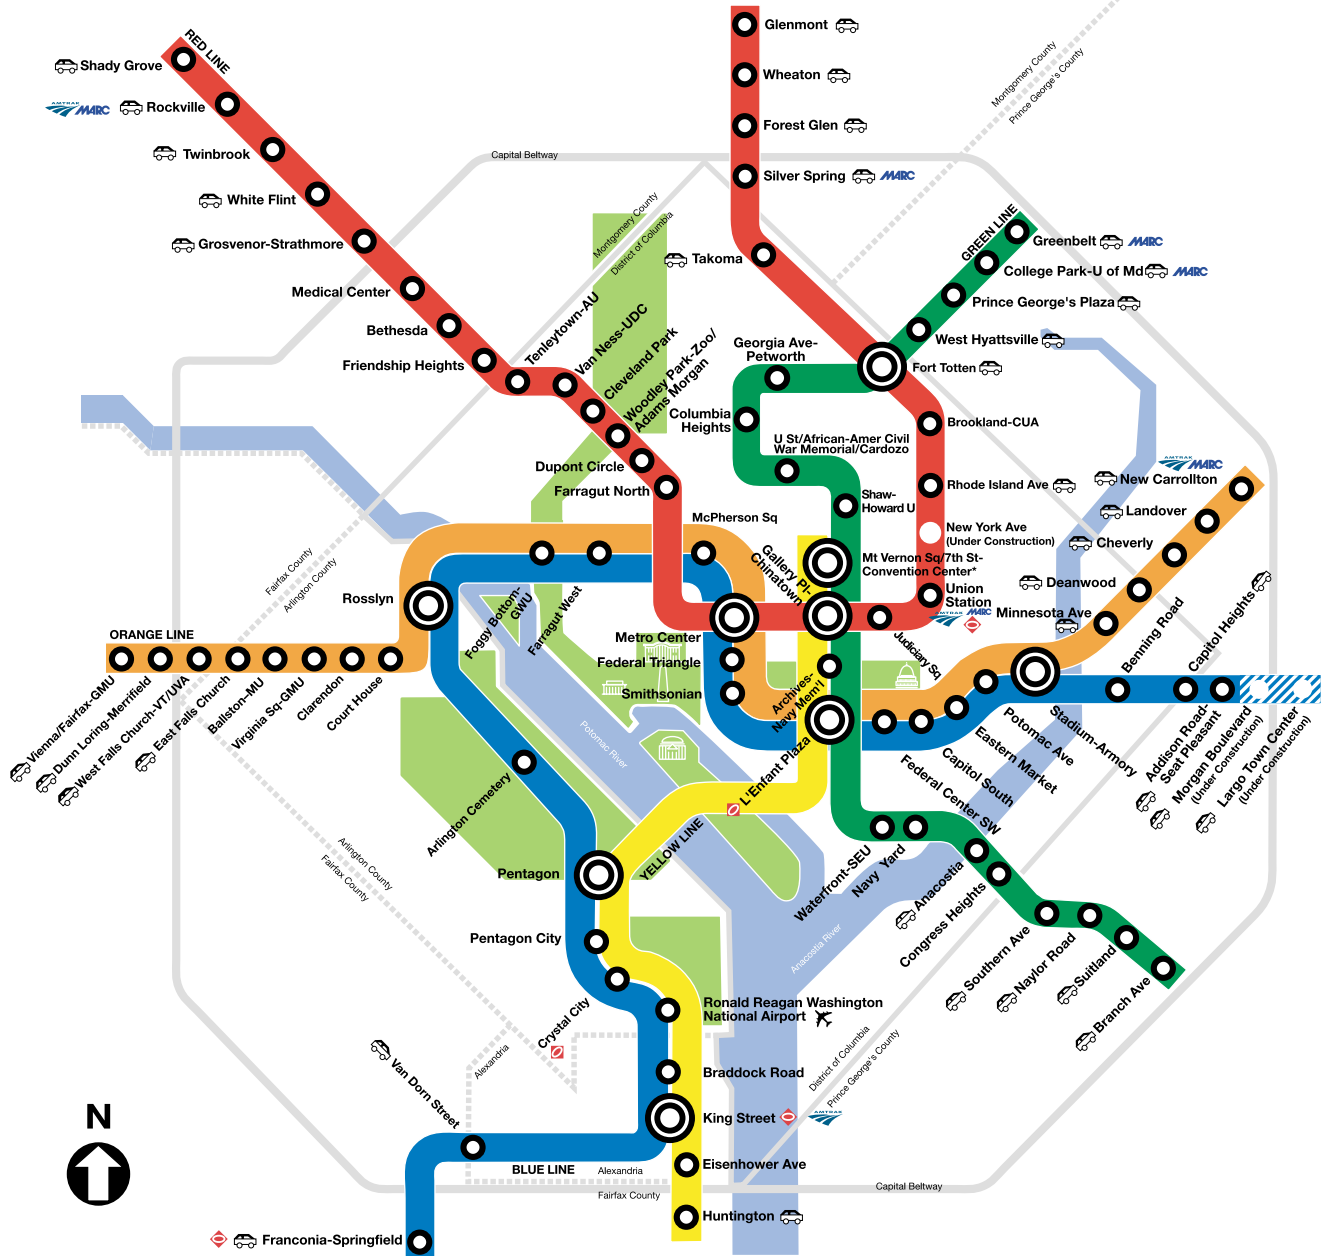 RED LINE
Shady Grove
AMTRAK
MARC
Rockville
Twinbrook
White Flint
Grosvenor-Strathmore
Medical Center
Bethesda
Friendship Heights
Tenleytown-AU
Van Ness-UDC
Cleveland Park
Woodley Park-Zoo/
Adams Morgan
Dupont Circle
Farragut North
Capital Beltway
Montgomery County
District of Columbia
Montgomery County
Prince George's County
Glenmont
Wheaton
Forest Glen
Silver Spring
MARC
Takoma
GREEN LINE
Greenbelt
MARC
College Park-U of Md
MARC
Prince George's Plaza
West Hyattsville
Fort Totten
Georgia Ave-
Petworth
Columbia
Heights
U St/African-Amer Civil
War Memorial/Cardozo
Shaw-
Howard U
Mt Vernon Sq/7th St-
Convention Center*
Brookland-CUA
Rhode Island Ave
New York Ave
(Under Construction)
Union
Station
AMTRAK
MARC
Judiciary Sq
Gallery Pl-
Chinatown
McPherson Sq
Metro Center
Federal Triangle
Smithsonian
Farragut West
Foggy Bottom-
GWU
Rosslyn
Fairfax County
Arlington County
ORANGE LINE
Vienna/Fairfax-GMU
Dunn Loring-Merrifield
West Falls Church-VT/UVA
East Falls Church
Ballston-MU
Virginia Sq-GMU
Clarendon
Court House
AMTRAK
MARC
New Carrollton
Landover
Cheverly
Deanwood
Minnesota Ave
Benning Road
Capitol Heights
Addison Road-
Seat Pleasant
Morgan Boulevard
(Under Construction)
Largo Town Center
(Under Construction)
Stadium-Armory
Potomac Ave
Eastern Market
Capitol South
Federal Center SW
Archives-
Navy Mem'l
L'Enfant Plaza
Potomac River
YELLOW LINE
Arlington Cemetery
Pentagon
Pentagon City
Crystal City
Arlington County
Fairfax County
Waterfront-SEU
Navy Yard
Anacostia
Congress Heights
Southern Ave
Naylor Road
Suitland
Branch Ave
Anacostia River
Ronald Reagan Washington
National Airport
Braddock Road
King Street
AMTRAK
Eisenhower Ave
Huntington
District of Columbia
Prince George's County
Alexandria
Van Dorn Street
BLUE LINE
Alexandria
Fairfax County
Capital Beltway
Franconia-Springfield
N